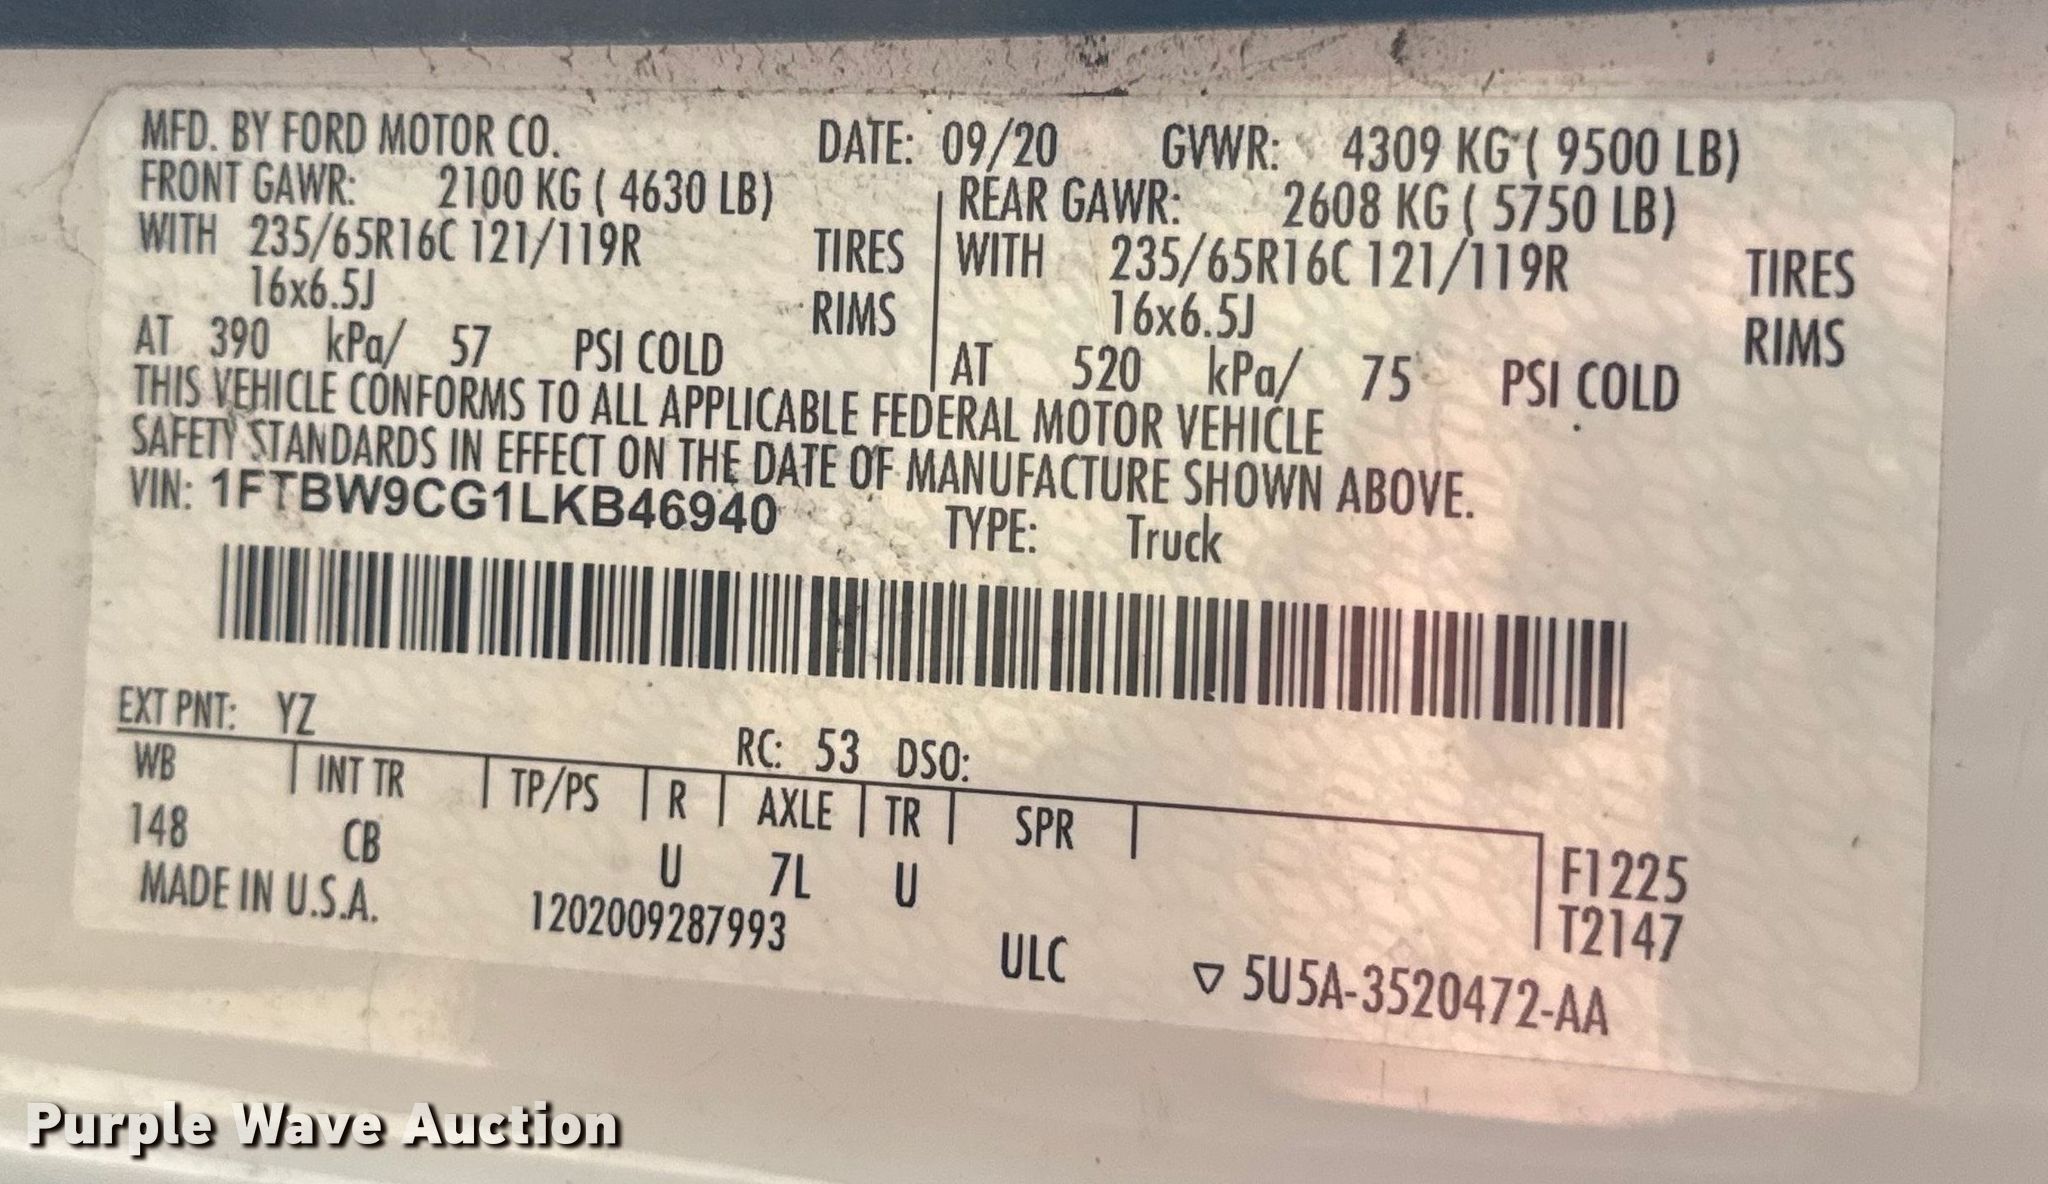 MFD. BY FORD MOTOR CO. DATE: 09/20 GVWR: 4309 KG ( 9500 LB)
FRONT GAWR: 2100 KG ( 4630 LB) REAR GAWR: 2608 KG ( 5750 LB)
WITH 235/65R16C 121/119R TIRES WITH 235/65R16C 121/119R TIRES
16x6.5J RIMS 16x6.5J RIMS
AT 390 kPa/ 57 PSI COLD AT 520 kPa/ 75 PSI COLD
THIS VEHICLE CONFORMS TO ALL APPLICABLE FEDERAL MOTOR VEHICLE
SAFETY STANDARDS IN EFFECT ON THE DATE OF MANUFACTURE SHOWN ABOVE.
VIN: 1FTBW9CG1LKB46940 TYPE: Truck
EXT PNT: YZ RC: 53 DSO:
WB INT TR TP/PS R AXLE TR SPR
148 CB U 7L U F1225
T2147
MADE IN U.S.A. 1202009287993 ULC ▽ 5U5A-3520472-AA
Purple Wave Auction